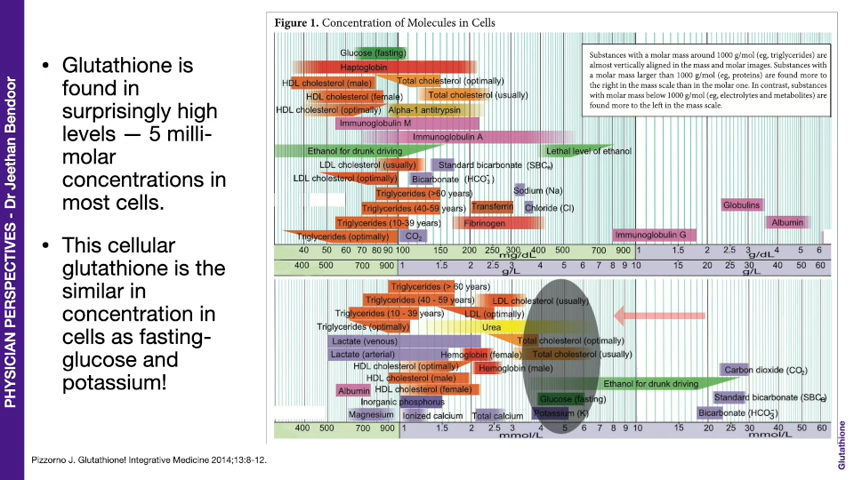 PHYSICIAN PERSPECTIVES - Dr Jeethan Bendoor
• Glutathione is
found in
surprisingly high
levels — 5 milli-
molar
concentrations in
most cells.
• This cellular
glutathione is the
similar in
concentration in
cells as fasting-
glucose and
potassium!
Pizzorno J. Glutathione! Integrative Medicine 2014;13:8-12.
Figure 1. Concentration of Molecules in Cells
Substances with a molar mass around 1000 g/mol (eg, triglycerides) are
almost vertically aligned in the mass and molar images. Substances with
a molar mass larger than 1000 g/mol (eg, proteins) are found more to
the right in the mass scale than in the molar one. In contrast, substances
with molar mass below 1000 g/mol (eg, electrolytes and metabolites) are
found more to the left in the mass scale.
Glucose (fasting)
Haptoglobin
HDL cholesterol (male) Total cholesterol (optimally)
HDL cholesterol (female) Total cholesterol (usually)
HDL cholesterol (optimally) Alpha-1 antitrypsin
Immunoglobulin M
Immunoglobulin A
Ethanol for drunk driving Lethal level of ethanol
LDL cholesterol (usually) Standard bicarbonate (SBCe)
LDL cholesterol (optimally) Bicarbonate (HCO3-)
Triglycerides (>60 years) Sodium (Na)
Triglycerides (40-59 years) Transferrin Chloride (Cl) Globulins
Triglycerides (10-39 years) Fibrinogen Albumin
Triglycerides (optimally) CO2 Immunoglobulin G
40 50 60 70 80 90 100 150 200 250 300 400 500 700 900 1 1.5 2 2.5 3 4 5 6
mg/dL g/dL
400 500 700 900 1 1.5 2 2.5 3 4 5 6 7 8 9 10 15 20 25 30 40 50 60
g/L g/L
Triglycerides (> 60 years)
Triglycerides (40 - 59 years) LDL cholesterol (usually)
Triglycerides (10 - 39 years) LDL (optimally)
Triglycerides (optimally) Urea
Lactate (venous) Total cholesterol (optimally)
Lactate (arterial) Hemoglobin (female) Total cholesterol (usually)
HDL cholesterol (optimally) Hemoglobin (male) Carbon dioxide (CO2)
HDL cholesterol (male) Ethanol for drunk driving
Albumin HDL cholesterol (female)
Inorganic phosphorus Glucose (fasting) Standard bicarbonate (SBCe)
Magnesium Ionized calcium Total calcium Potassium (K) Bicarbonate (HCO3-)
400 500 700 900 1 1.5 2 2.5 3 4 5 6 7 8 9 10 15 20 25 30 40 50 60
mmol/L mmol/L
Glutathione